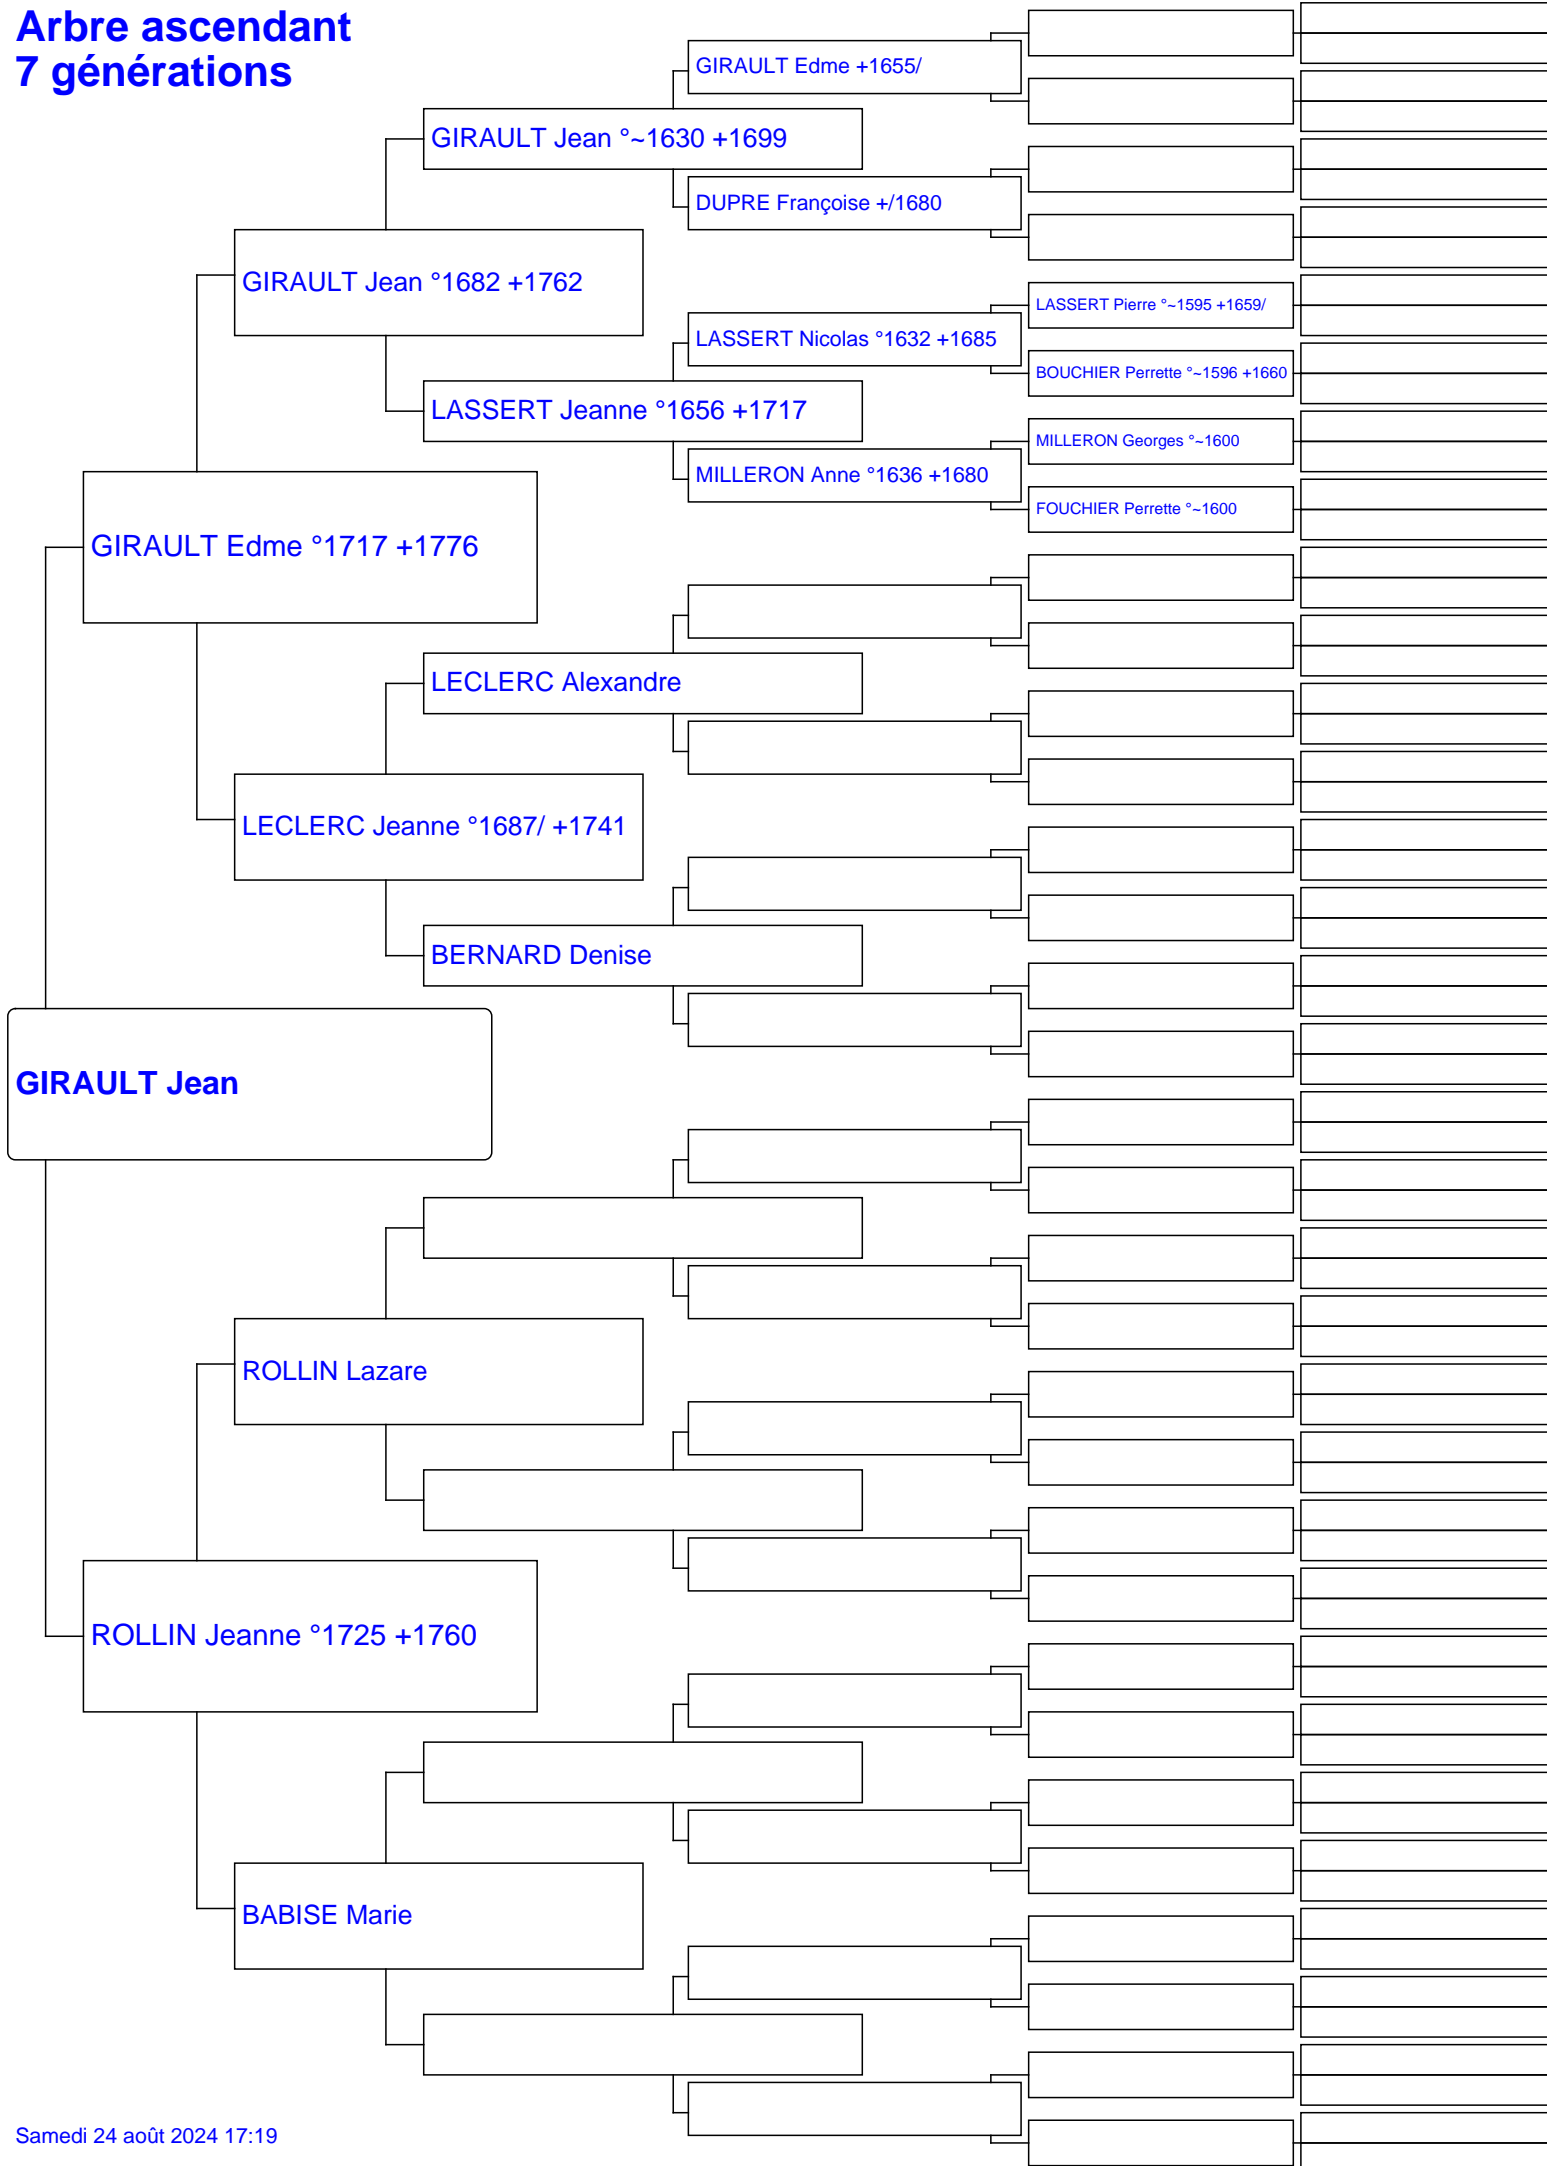 Arbre ascendant
7 générations
GIRAULT Edme +1655/
GIRAULT Jean °~1630 +1699
DUPRE Françoise +/1680
GIRAULT Jean °1682 +1762
LASSERT Pierre °~1595 +1659/
LASSERT Nicolas °1632 +1685
BOUCHIER Perrette °~1596 +1660
LASSERT Jeanne °1656 +1717
MILLERON Georges °~1600
MILLERON Anne °1636 +1680
FOUCHIER Perrette °~1600
GIRAULT Edme °1717 +1776
LECLERC Alexandre
LECLERC Jeanne °1687/ +1741
BERNARD Denise
GIRAULT Jean
ROLLIN Lazare
ROLLIN Jeanne °1725 +1760
BABISE Marie
Samedi 24 août 2024 17:19